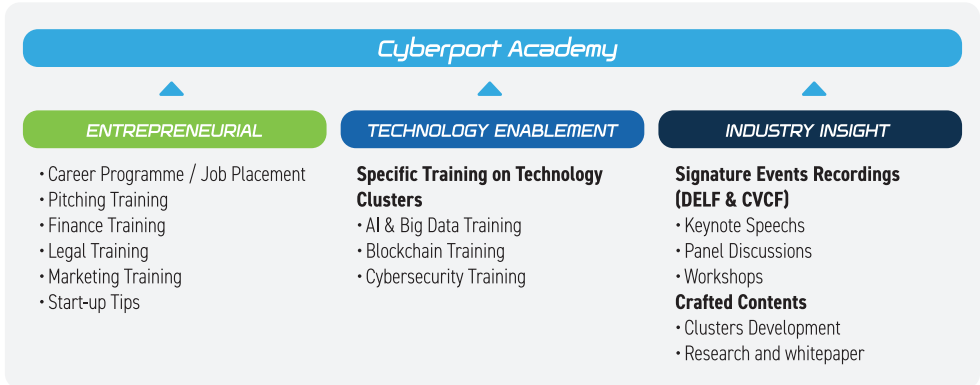 Cyberport Academy
ENTREPRENEURIAL
• Career Programme / Job Placement
• Pitching Training
• Finance Training
• Legal Training
• Marketing Training
• Start-up Tips
TECHNOLOGY ENABLEMENT
Specific Training on Technology
Clusters
• AI & Big Data Training
• Blockchain Training
• Cybersecurity Training
INDUSTRY INSIGHT
Signature Events Recordings
(DELF & CVCF)
• Keynote Speechs
• Panel Discussions
• Workshops
Crafted Contents
• Clusters Development
• Research and whitepaper